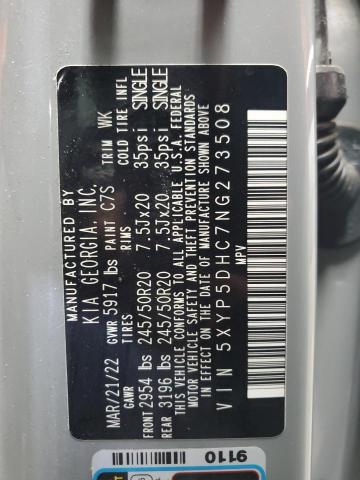 MANUFACTURED BY
KIA GEORGIA, INC.
MAR/21/22 GVWR 5917 lbs PAINT C7S TRIM WK
GAWR TIRES RIMS COLD TIRE INFL
FRONT 2954 lbs 245/50R20 7.5Jx20 35psi SINGLE
REAR 3196 lbs 245/50R20 7.5Jx20 35psi SINGLE
THIS VEHICLE CONFORMS TO ALL APPLICABLE U.S.A. FEDERAL
MOTOR VEHICLE SAFETY AND THEFT PREVENTION STANDARDS
IN EFFECT ON THE DATE OF MANUFACTURE SHOWN ABOVE
VIN 5XYP5DHC7NG273508
MPV
9110